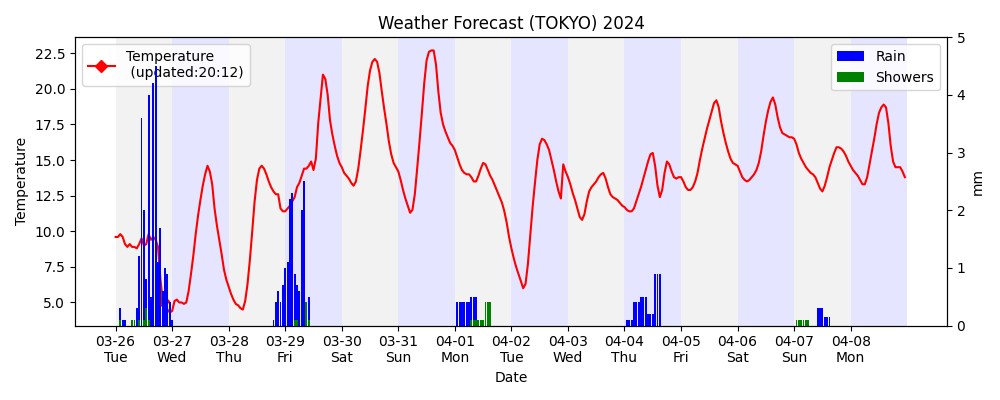 Weather Forecast (TOKYO) 2024
Temperature
(updated:20:12)
Rain
Showers
22.5
20.0
17.5
15.0
12.5
10.0
7.5
5.0
Temperature
5
4
3
2
1
0
mm
03-26 03-27 03-28 03-29 03-30 03-31 04-01 04-02 04-03 04-04 04-05 04-06 04-07 04-08
Tue Wed Thu Fri Sat Sun Mon Tue Wed Thu Fri Sat Sun Mon
Date